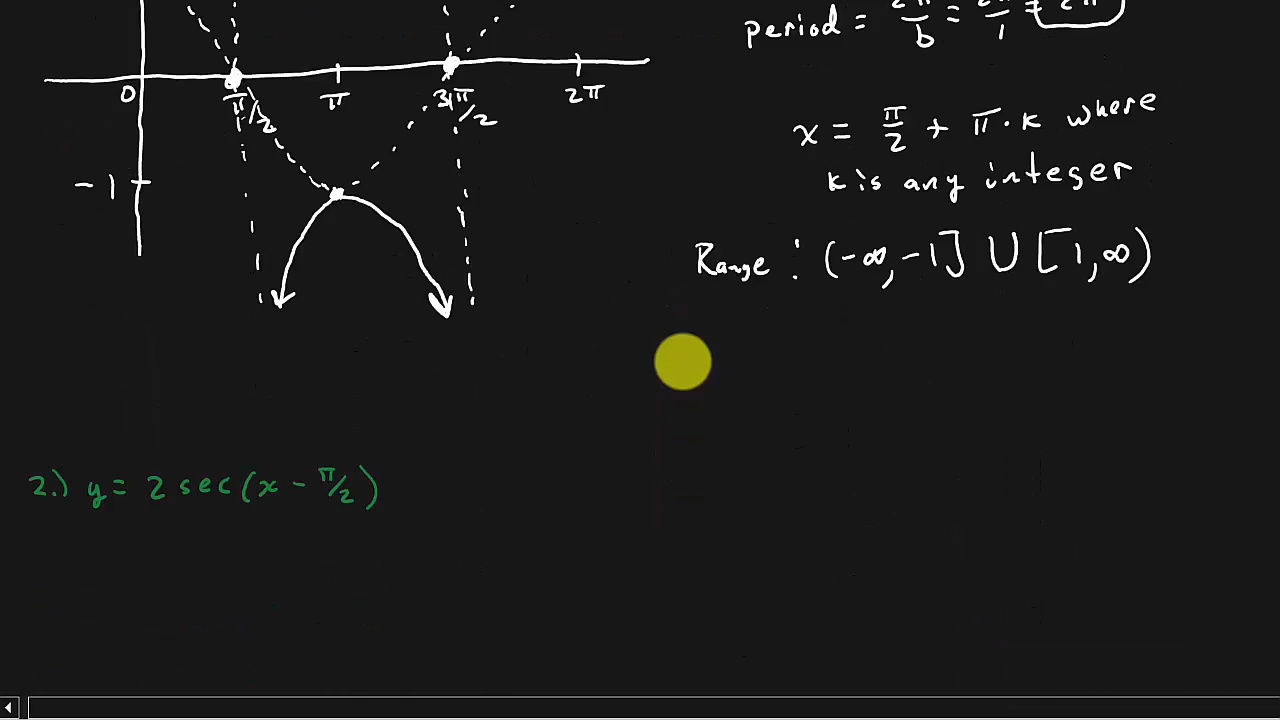 period = 2π/b = 2π/1 = 2π
0 π/2 π 3π/2 2π
x = π/2 + π · k where
k is any integer
-1
Range : (-∞, -1] ∪ [1, ∞)
2.) y = 2 sec(x - π/2)